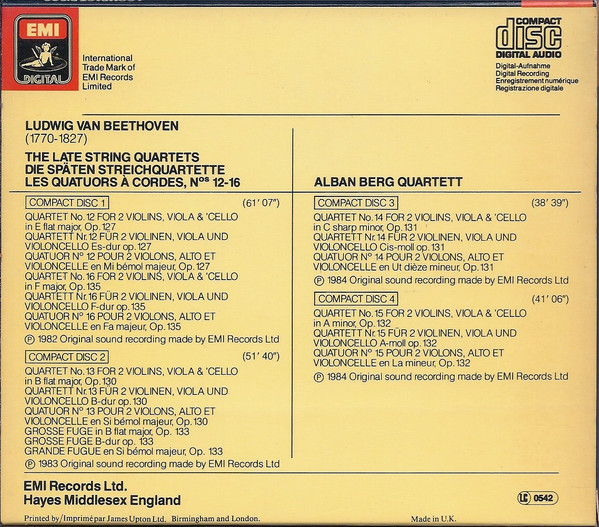 EMI
DIGITAL
International
Trade Mark of
EMI Records
Limited
COMPACT
disc
DIGITAL AUDIO
Digital-Aufnahme
Digital Recording
Enregistrement numérique
Registrazione digitale
LUDWIG VAN BEETHOVEN
(1770-1827)
THE LATE STRING QUARTETS
DIE SPÄTEN STREICHQUARTETTE
LES QUATUORS À CORDES, Nos 12-16
COMPACT DISC 1 (61' 07")
QUARTET No. 12 FOR 2 VIOLINS, VIOLA & 'CELLO
in E flat major, Op. 127
QUARTETT Nr. 12 FÜR 2 VIOLINEN, VIOLA UND
VIOLONCELLO Es-dur op. 127
QUATUOR No 12 POUR 2 VIOLONS, ALTO ET
VIOLONCELLE en Mi bémol majeur, Op. 127
QUARTET No. 16 FOR 2 VIOLINS, VIOLA & 'CELLO
in F major, Op. 135
QUARTETT Nr. 16 FÜR 2 VIOLINEN, VIOLA UND
VIOLONCELLO F-dur op. 135
QUATUOR No 16 POUR 2 VIOLONS, ALTO ET
VIOLONCELLE en Fa majeur, Op. 135
℗ 1982 Original sound recording made by EMI Records Ltd
COMPACT DISC 2 (51' 40")
QUARTET No. 13 FOR 2 VIOLINS, VIOLA & 'CELLO
in B flat major, Op. 130
QUARTETT Nr. 13 FÜR 2 VIOLINEN, VIOLA UND
VIOLONCELLO B-dur op. 130
QUATUOR No 13 POUR 2 VIOLONS, ALTO ET
VIOLONCELLE en Si bémol majeur, Op. 130
GROSSE FUGE in B flat major, Op. 133
GROSSE FUGE B-dur op. 133
GRANDE FUGUE en Si bémol majeur, Op. 133
℗ 1983 Original sound recording made by EMI Records Ltd
ALBAN BERG QUARTETT
COMPACT DISC 3 (38' 39")
QUARTET No. 14 FOR 2 VIOLINS, VIOLA & 'CELLO
in C sharp minor, Op. 131
QUARTETT Nr. 14 FÜR 2 VIOLINEN, VIOLA UND
VIOLONCELLO Cis-moll op. 131
QUATUOR No 14 POUR 2 VIOLONS, ALTO ET
VIOLONCELLE en Ut dièze mineur, Op. 131
℗ 1984 Original sound recording made by EMI Records Ltd
COMPACT DISC 4 (41' 06")
QUARTET No. 15 FOR 2 VIOLINS, VIOLA & 'CELLO
in A minor, Op. 132
QUARTETT Nr. 15 FÜR 2 VIOLINEN, VIOLA UND
VIOLONCELLO A-moll op. 132
QUATUOR No 15 POUR 2 VIOLONS, ALTO ET
VIOLONCELLE en La mineur, Op. 132
℗ 1984 Original sound recording made by EMI Records Ltd
EMI Records Ltd.
Hayes Middlesex England
LC 0542
Printed by/Imprimé par James Upton Ltd. Birmingham and London. Made in U.K.